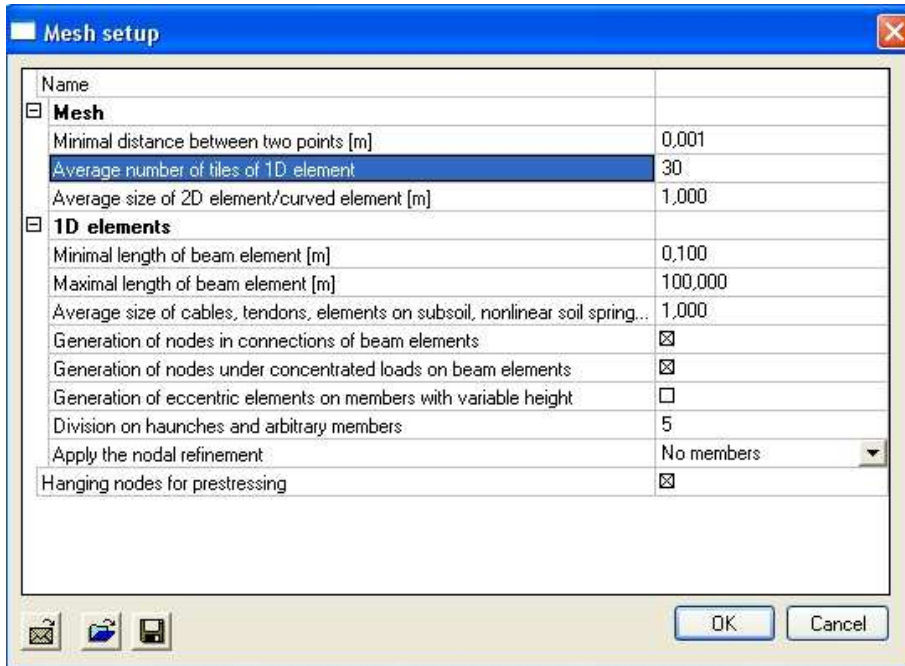 Mesh setup
Name
Mesh
Minimal distance between two points [m] 0,001
Average number of tiles of 1D element 30
Average size of 2D element/curved element [m] 1,000
1D elements
Minimal length of beam element [m] 0,100
Maximal length of beam element [m] 100,000
Average size of cables, tendons, elements on subsoil, nonlinear soil spring... 1,000
Generation of nodes in connections of beam elements
Generation of nodes under concentrated loads on beam elements
Generation of eccentric elements on members with variable height
Division on haunches and arbitrary members 5
Apply the nodal refinement No members
Hanging nodes for prestressing
OK Cancel